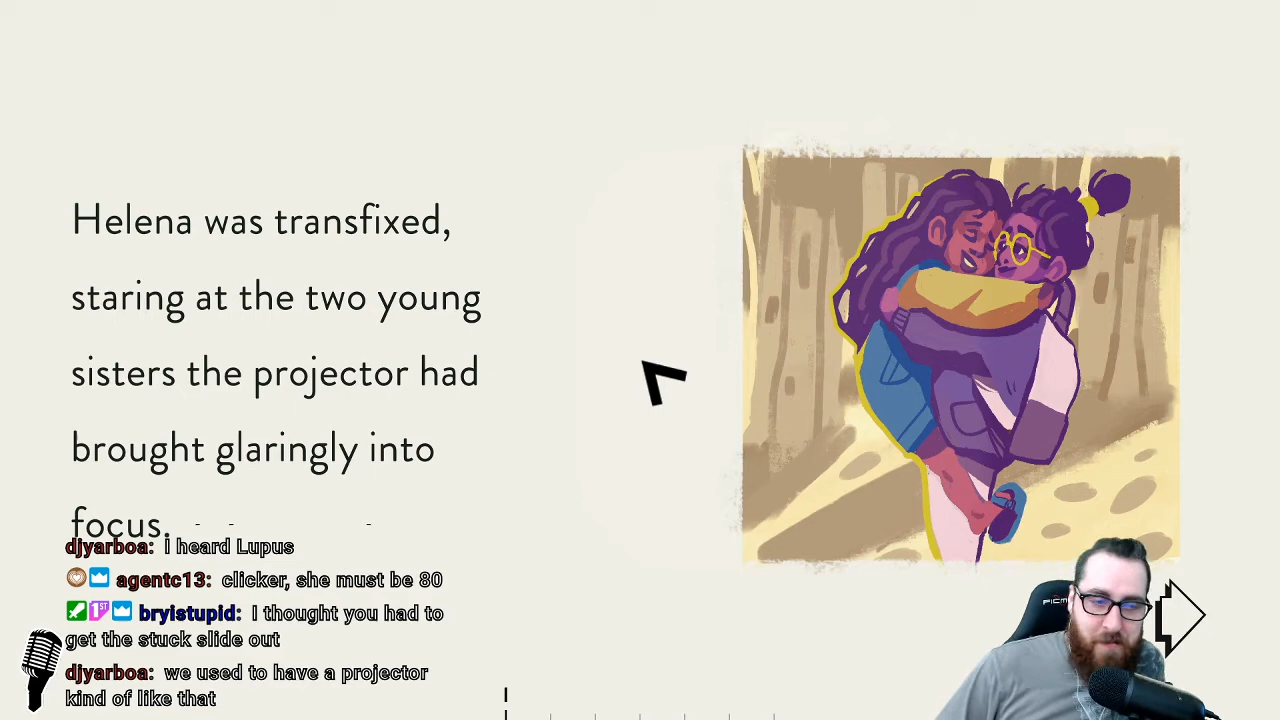 Helena was transfixed,
staring at the two young
sisters the projector had
brought glaringly into
focus.
djyarboa: i heard Lupus
agentc13: clicker, she must be 80
1ST bryistupid: I thought you had to
get the stuck slide out
djyarboa: we used to have a projector
kind of like that